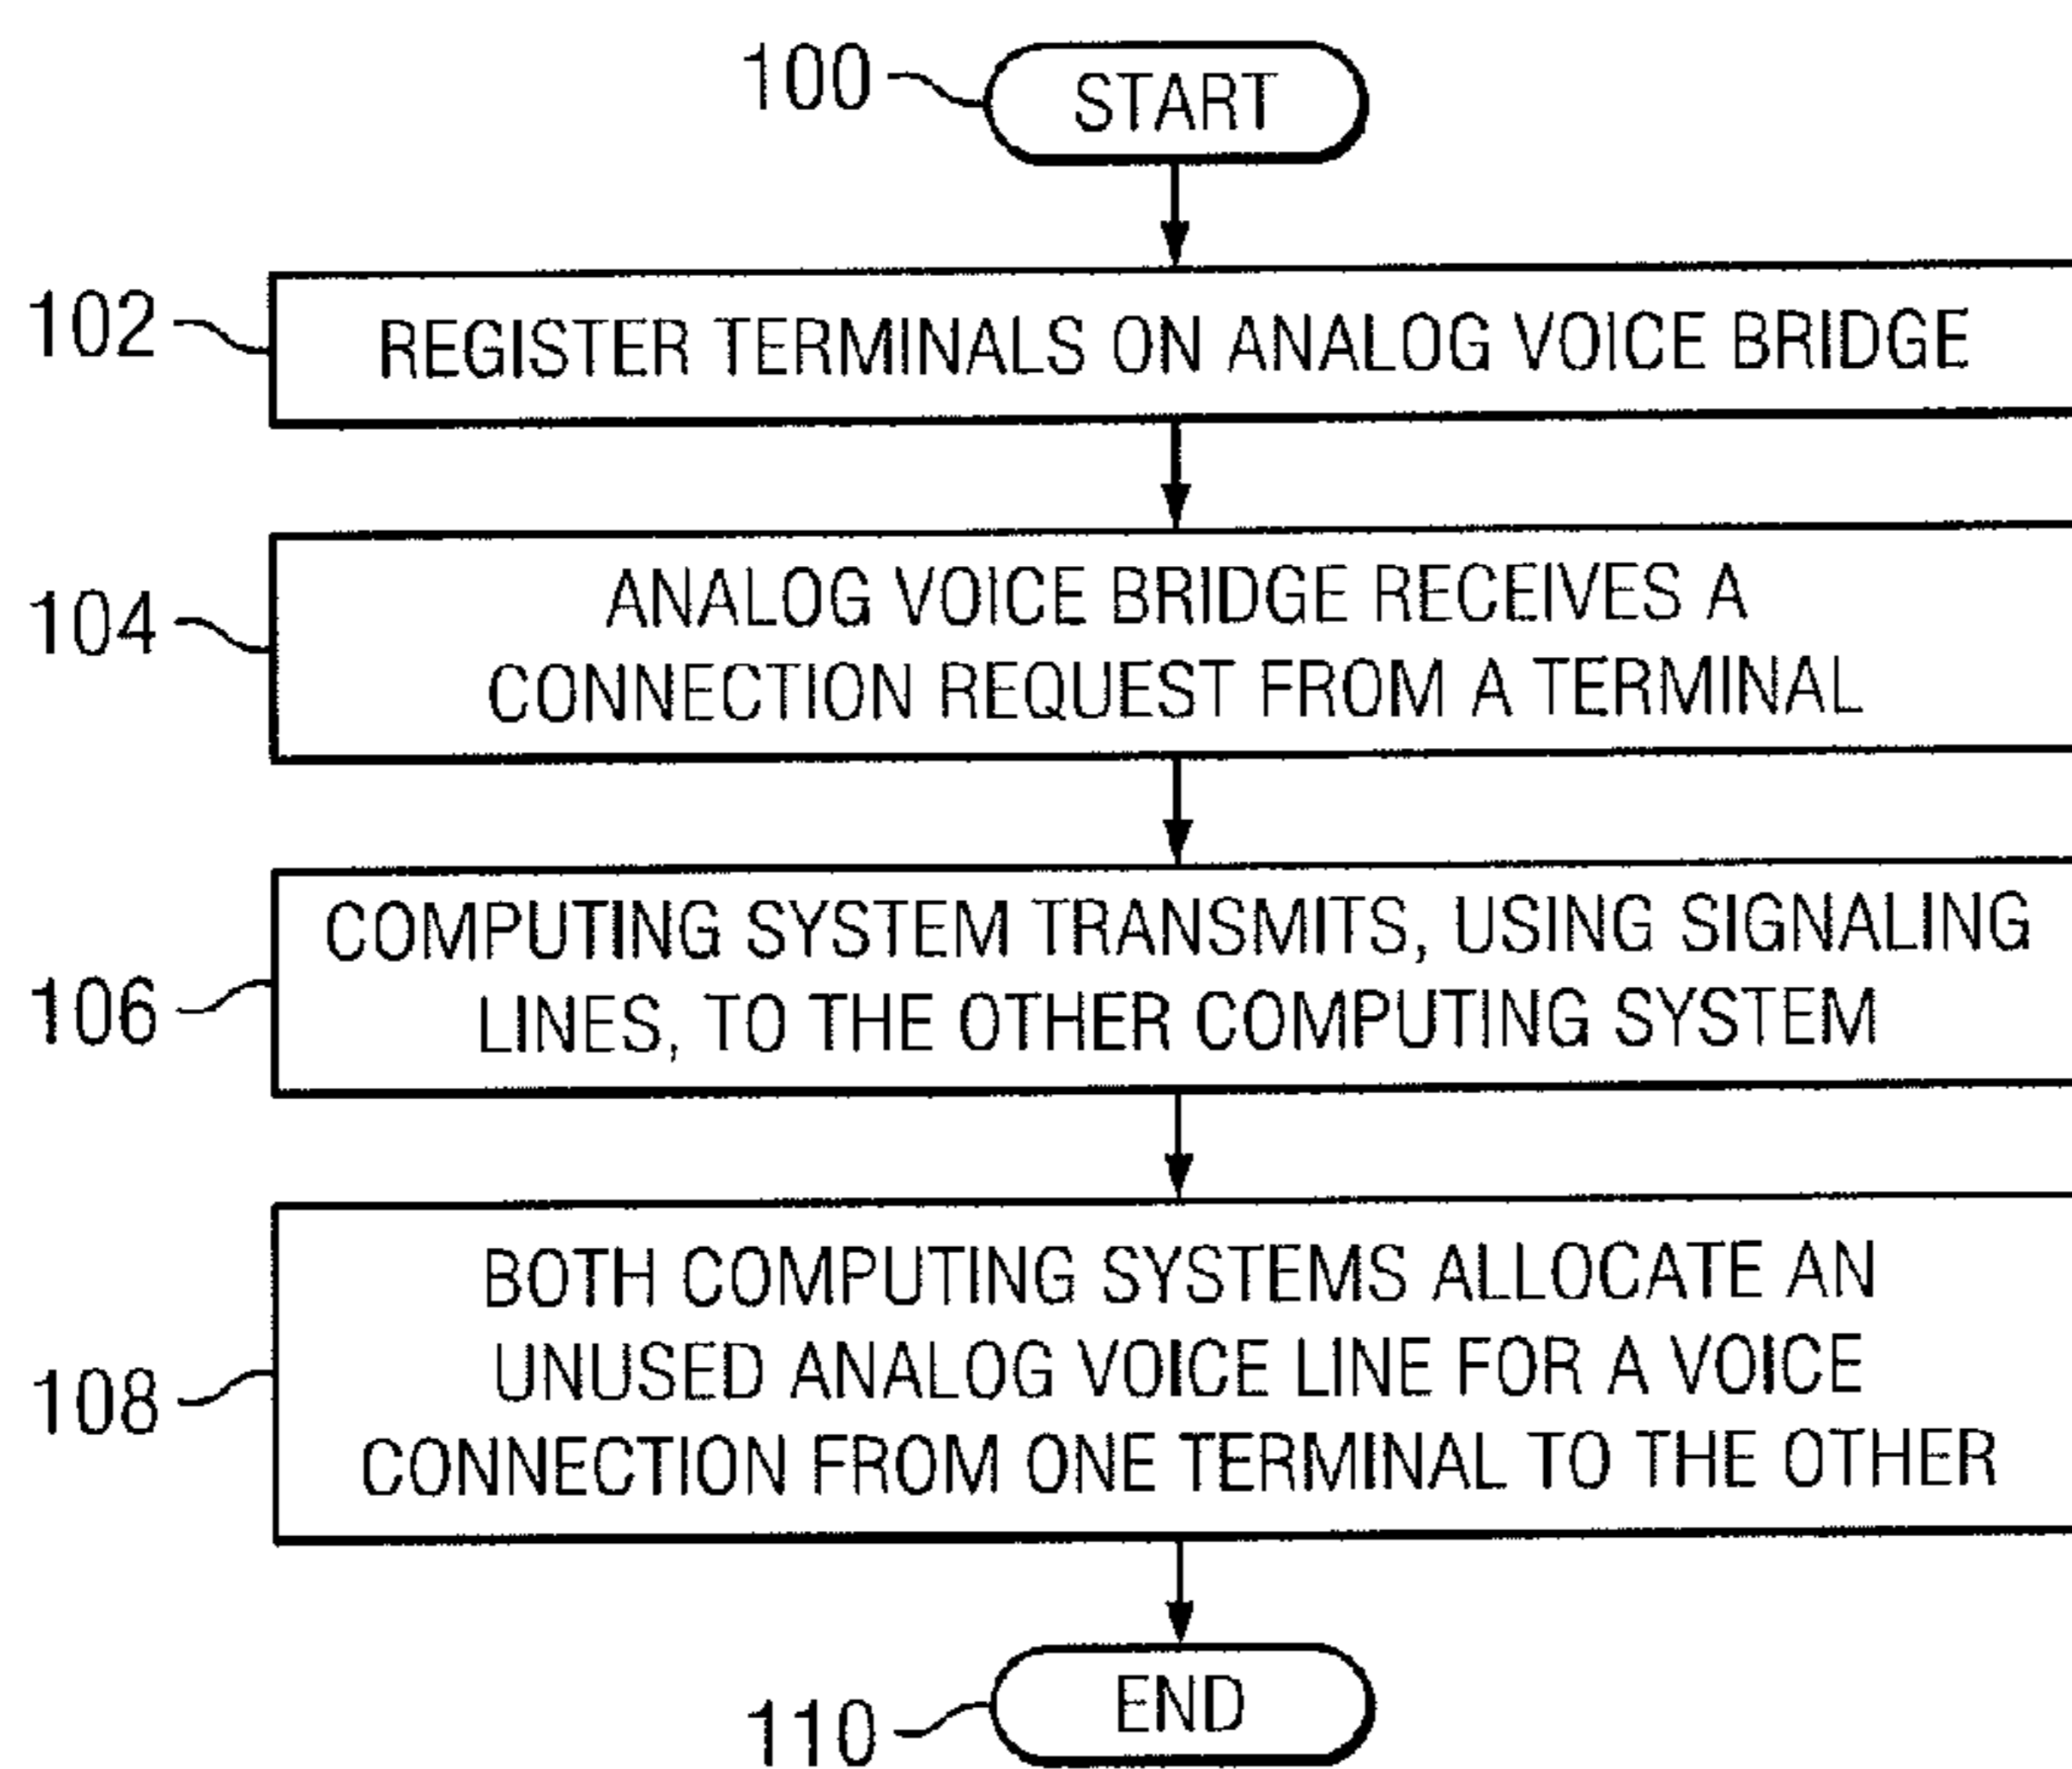 100
START
102
REGISTER TERMINALS ON ANALOG VOICE BRIDGE
104
ANALOG VOICE BRIDGE RECEIVES A
CONNECTION REQUEST FROM A TERMINAL
106
COMPUTING SYSTEM TRANSMITS, USING SIGNALING
LINES, TO THE OTHER COMPUTING SYSTEM
108
BOTH COMPUTING SYSTEMS ALLOCATE AN
UNUSED ANALOG VOICE LINE FOR A VOICE
CONNECTION FROM ONE TERMINAL TO THE OTHER
110
END